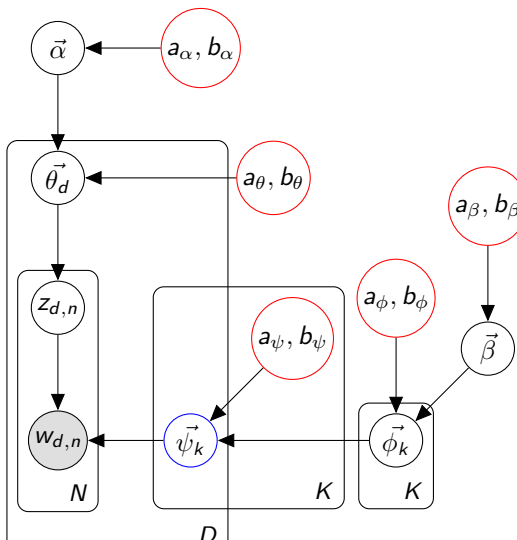 α⃗
a_α, b_α
θ⃗_d
a_θ, b_θ
a_β, b_β
z_{d,n}
a_ϕ, b_ϕ
a_ψ, b_ψ
β⃗
w_{d,n}
ψ⃗_k
ϕ⃗_k
N
K
K
D